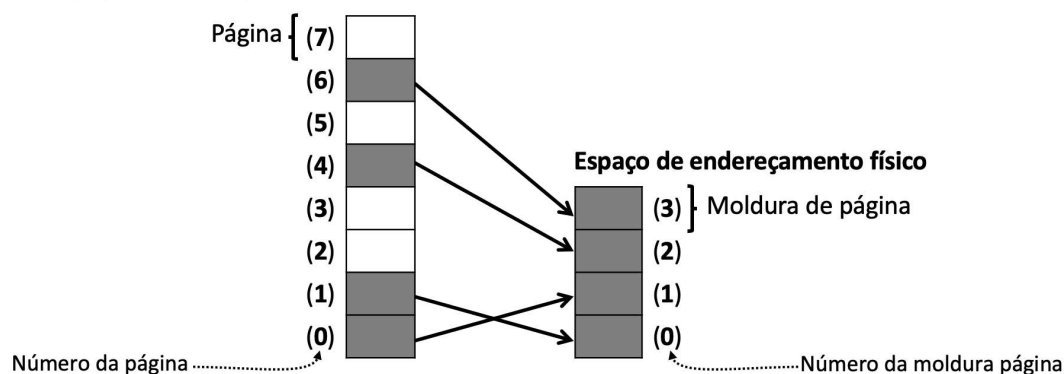 Página (7)
(6)
(5)
(4)
(3)
(2)
(1)
(0)
Número da página
Espaço de endereçamento físico
(3) Moldura de página
(2)
(1)
(0)
Número da moldura página